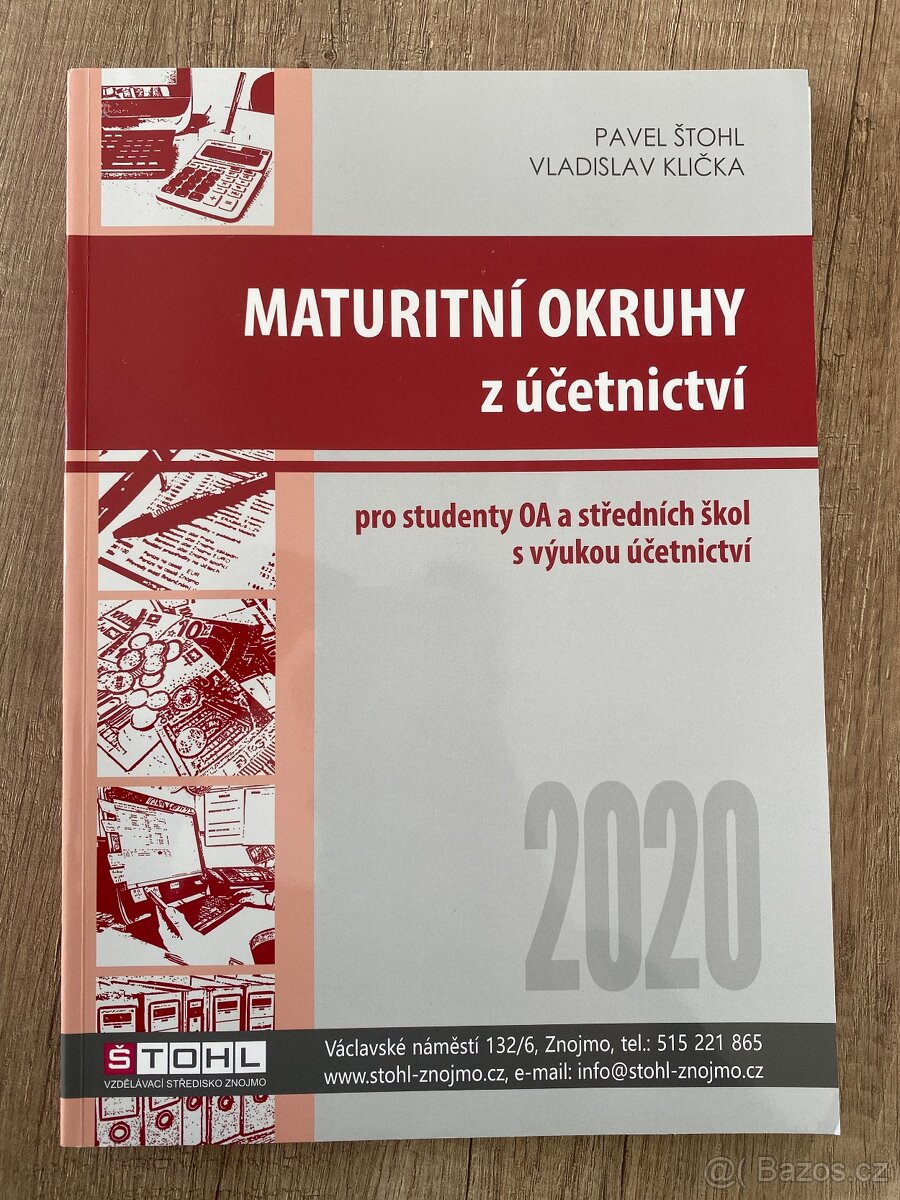 PAVEL ŠTOHL
VLADISLAV KLIČKA
MATURITNÍ OKRUHY
z účetnictví
pro studenty OA a středních škol
s výukou účetnictví
2020
ŠTOHL
VZDĚLÁVACÍ STŘEDISKO ZNOJMO
Václavské náměstí 132/6, Znojmo, tel.: 515 221 865
www.stohl-znojmo.cz, e-mail: info@stohl-znojmo.cz
@( Bazos.cz